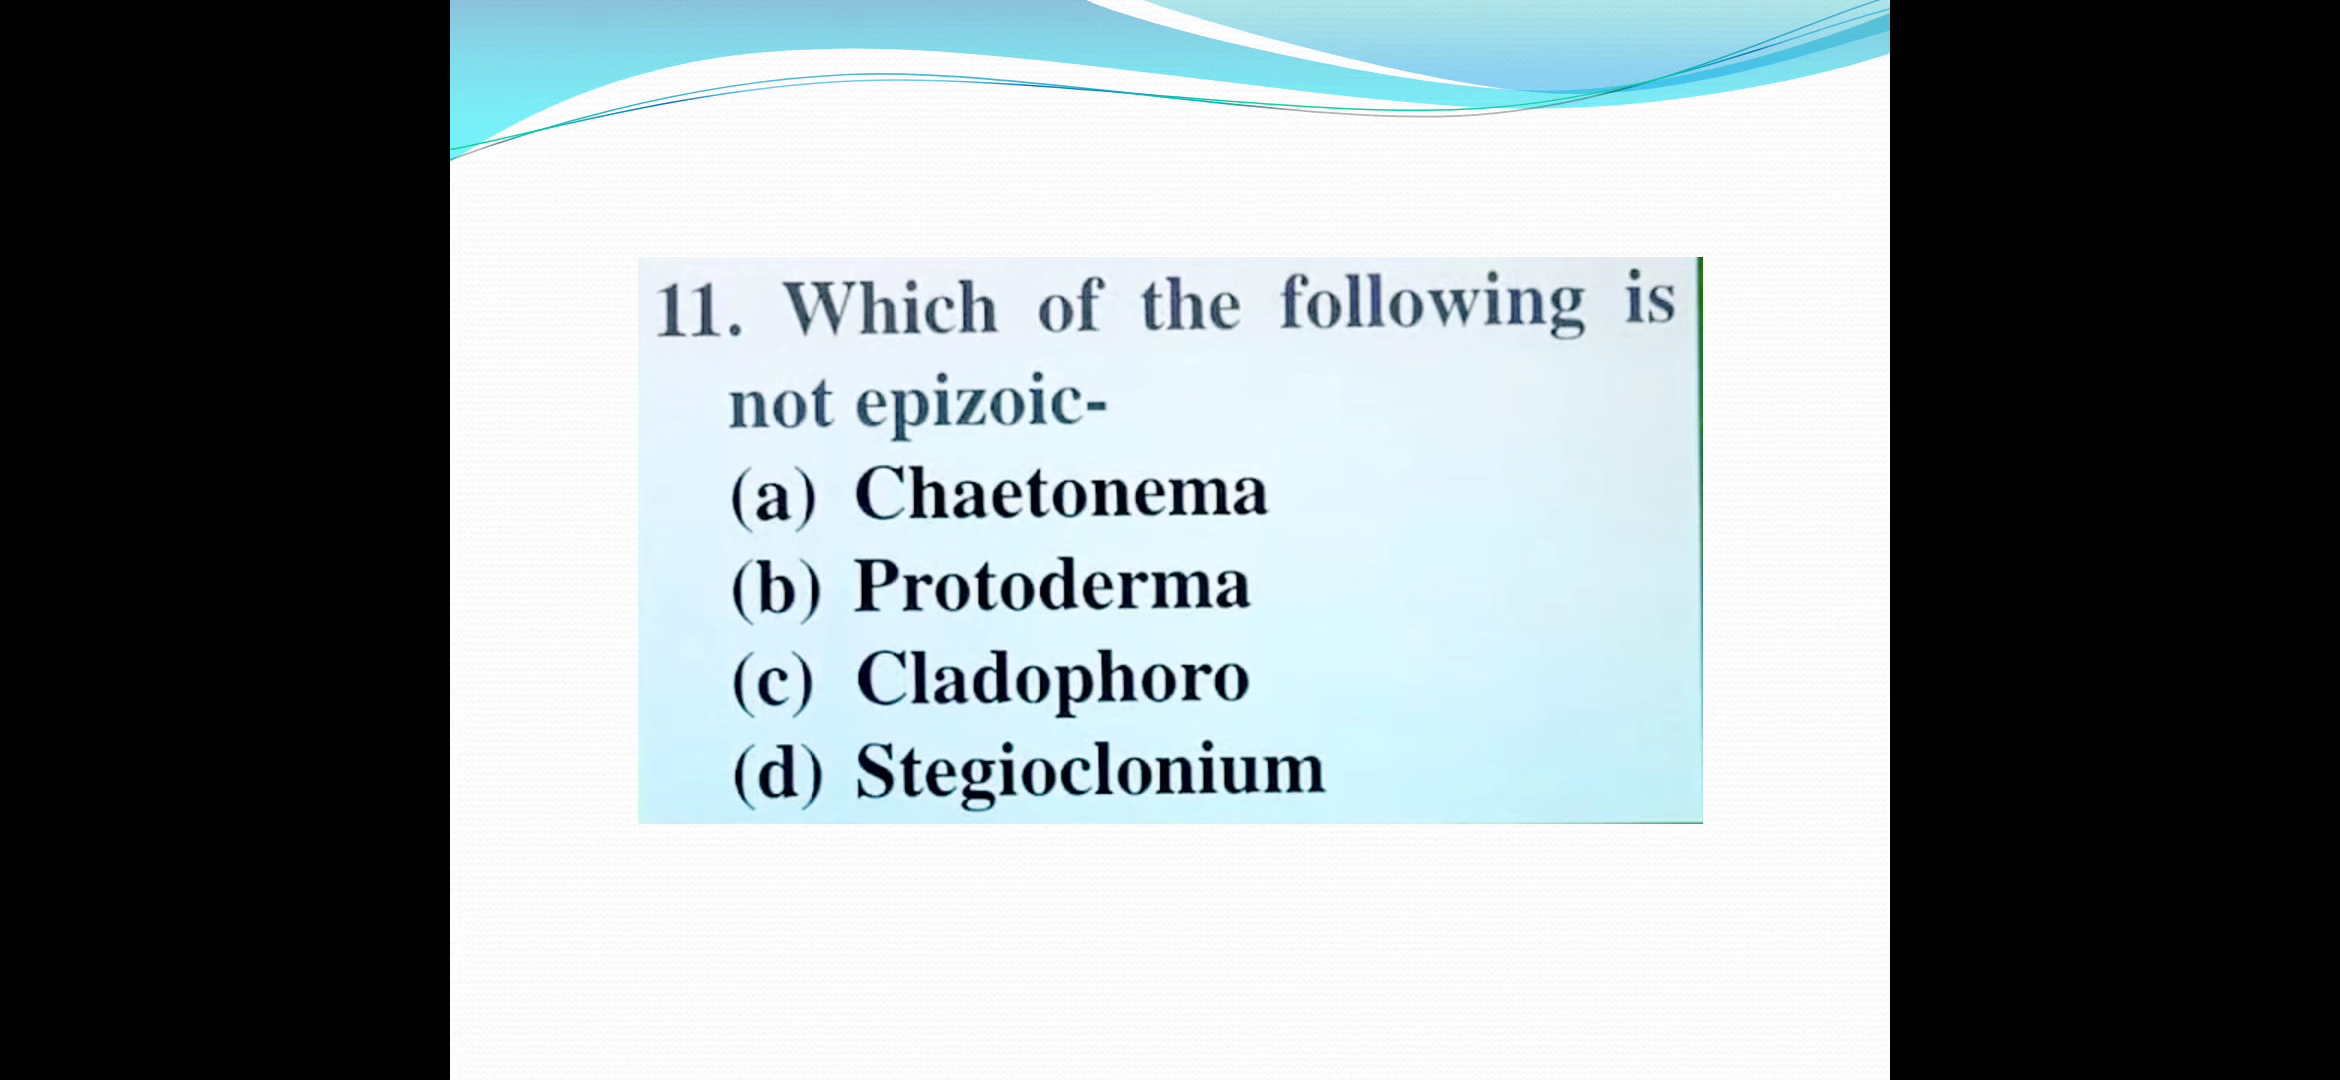 11. Which of the following is
not epizoic-
(a) Chaetonema
(b) Protoderma
(c) Cladophoro
(d) Stegioclonium